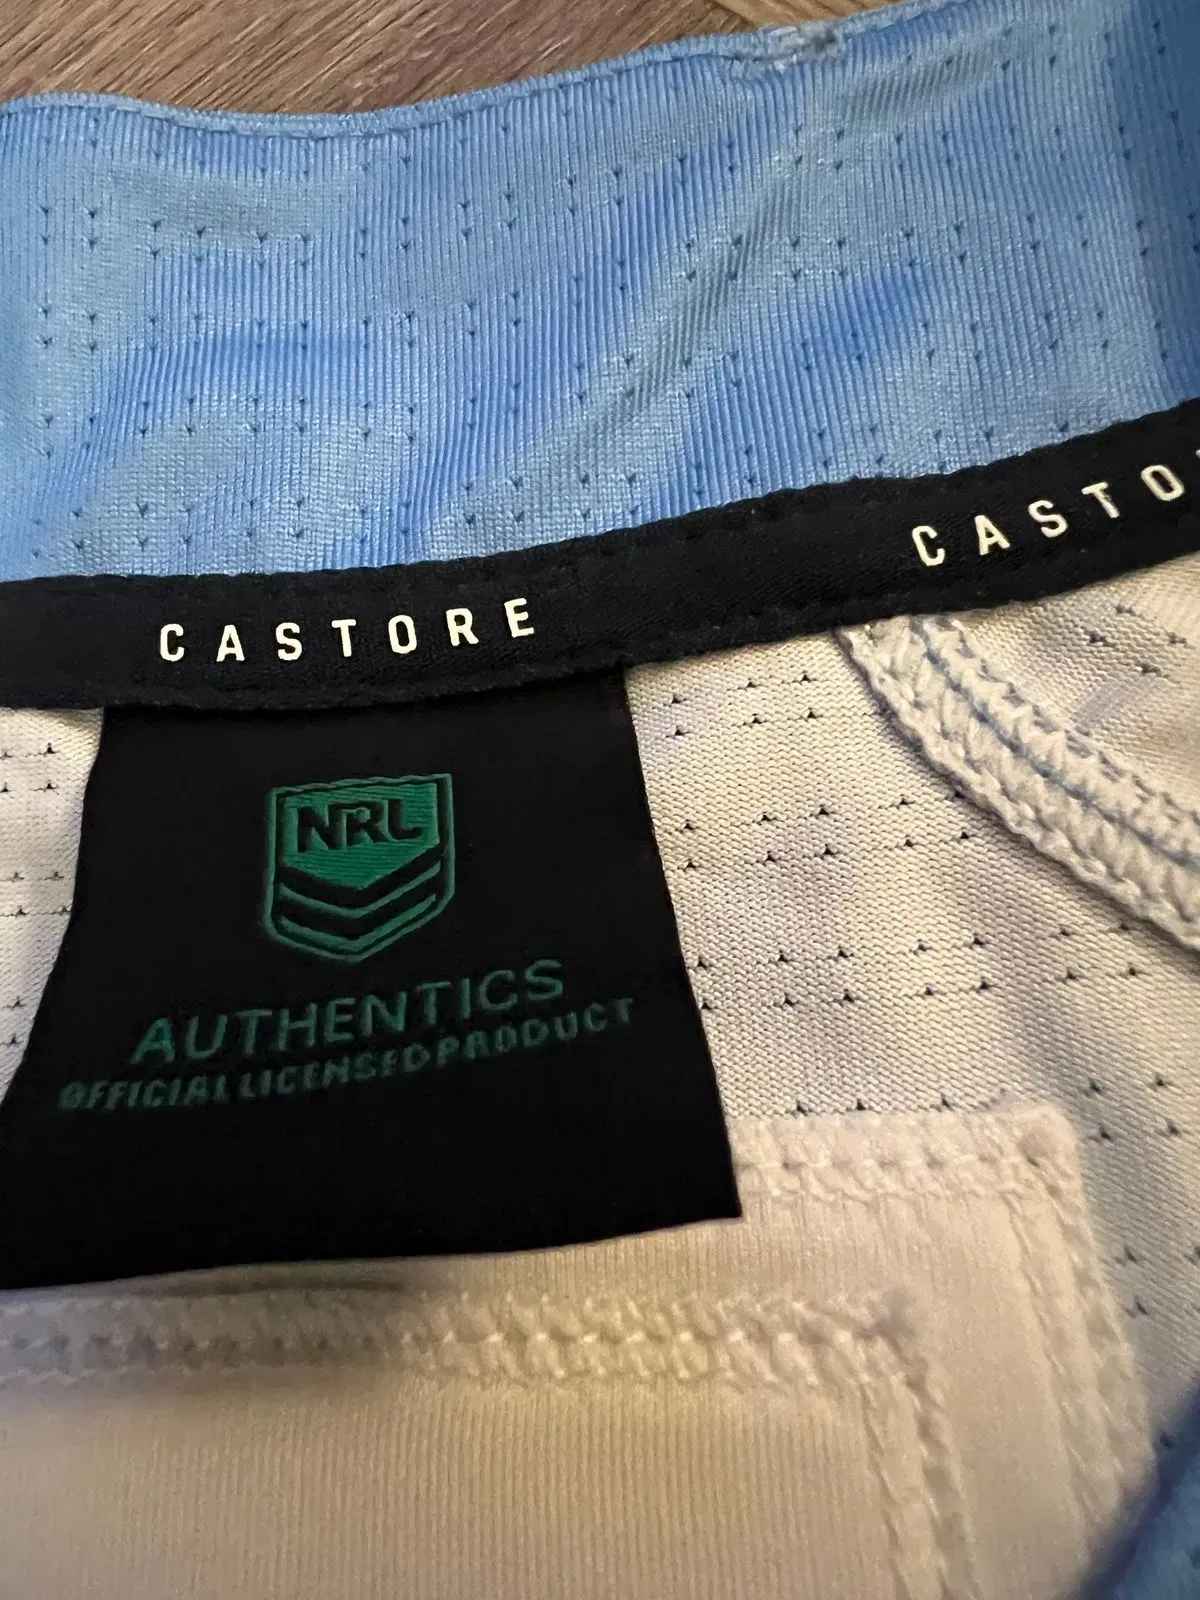 CASTORE
CASTO
NRL
AUTHENTICS
OFFICIAL LICENSED PRODUCT